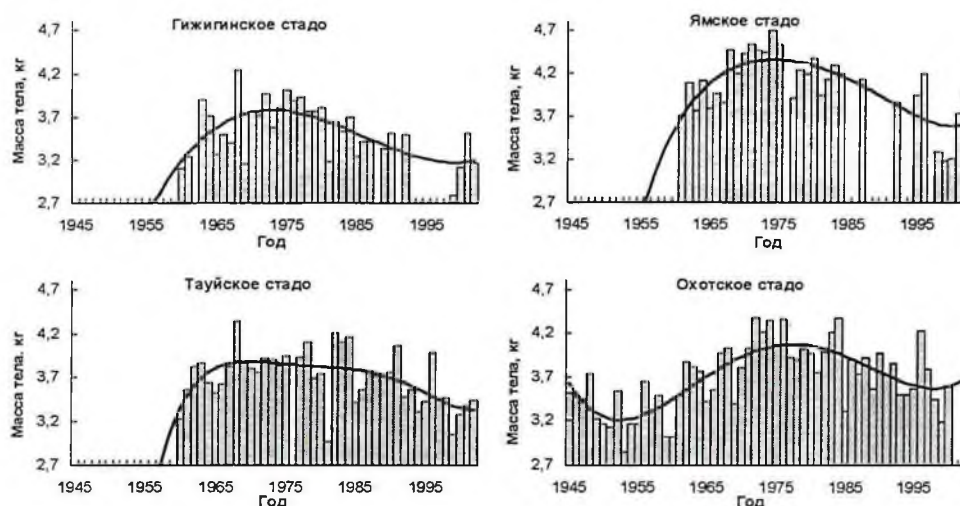 Гижигинское стадо
Масса тела, кг
4,7
4,2
3,7
3,2
2,7
1945 1955 1965 1975 1985 1995
Год
Ямское стадо
Масса тела, кг
4,7
4,2
3,7
3,2
2,7
1945 1955 1965 1975 1985 1995
Год
Тауйское стадо
Масса тела. кг
4,7
4,2
3,7
3,2
2,7
1945 1955 1965 1975 1985 1995
Год
Охотское стадо
Масса тела, кг
4,7
4,2
3,7
3,2
2,7
1945 1955 1965 1975 1985 1995
Год